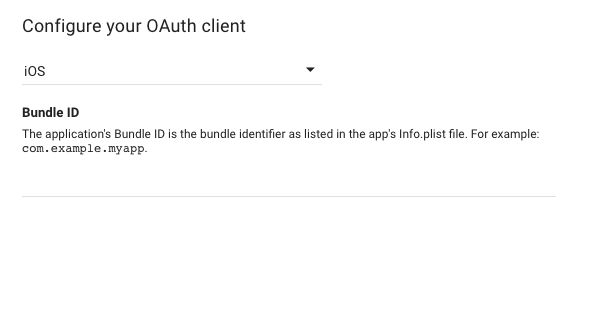 Configure your OAuth client
iOS
Bundle ID
The application's Bundle ID is the bundle identifier as listed in the app's Info.plist file. For example:
com.example.myapp.